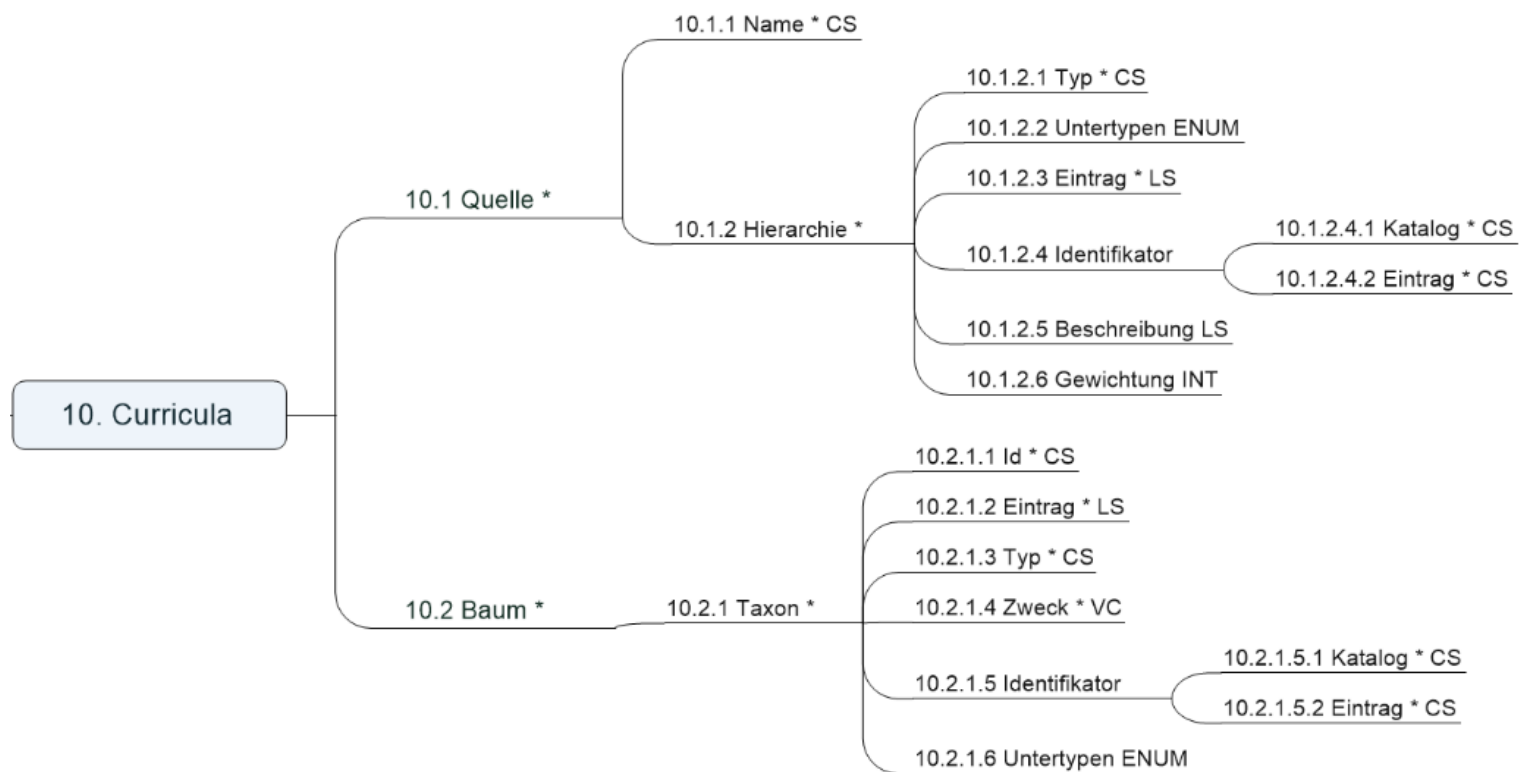 10. Curricula
10.1 Quelle *
10.1.1 Name * CS
10.1.2 Hierarchie *
10.1.2.1 Typ * CS
10.1.2.2 Untertypen ENUM
10.1.2.3 Eintrag * LS
10.1.2.4 Identifikator
10.1.2.4.1 Katalog * CS
10.1.2.4.2 Eintrag * CS
10.1.2.5 Beschreibung LS
10.1.2.6 Gewichtung INT
10.2 Baum *
10.2.1 Taxon *
10.2.1.1 Id * CS
10.2.1.2 Eintrag * LS
10.2.1.3 Typ * CS
10.2.1.4 Zweck * VC
10.2.1.5 Identifikator
10.2.1.5.1 Katalog * CS
10.2.1.5.2 Eintrag * CS
10.2.1.6 Untertypen ENUM